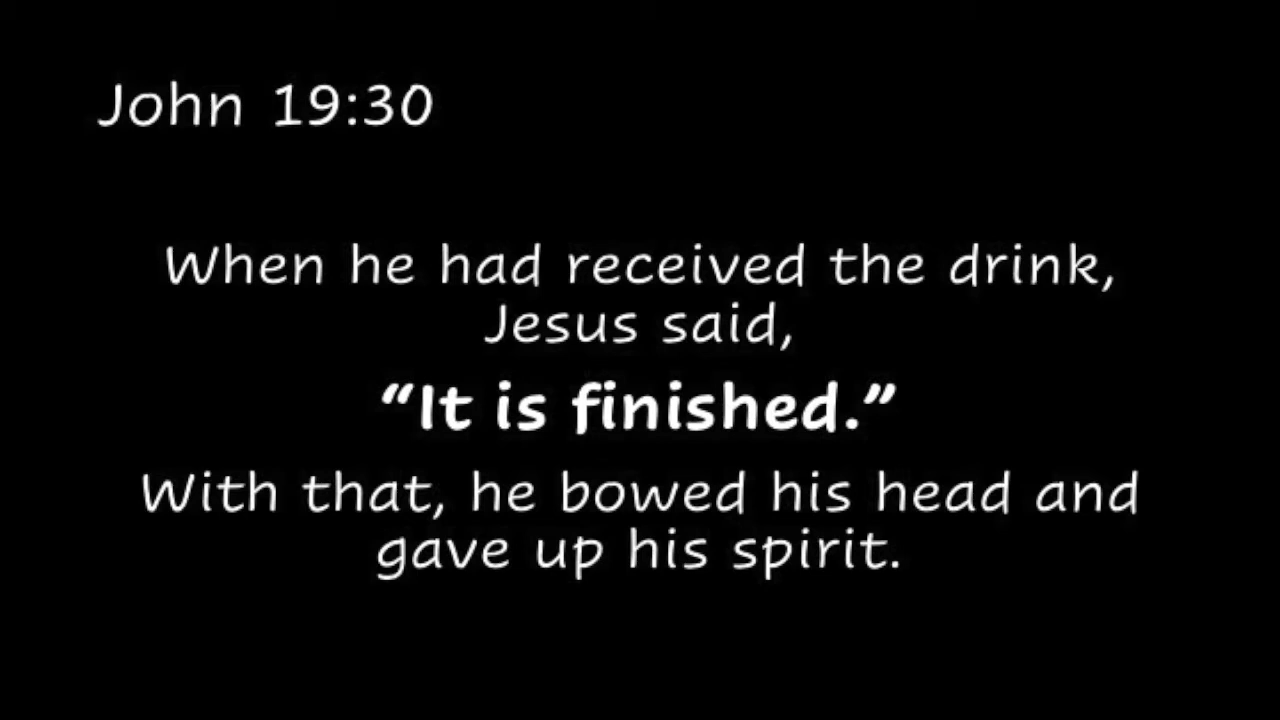 John 19:30
When he had received the drink,
Jesus said,
“It is finished.”
With that, he bowed his head and
gave up his spirit.